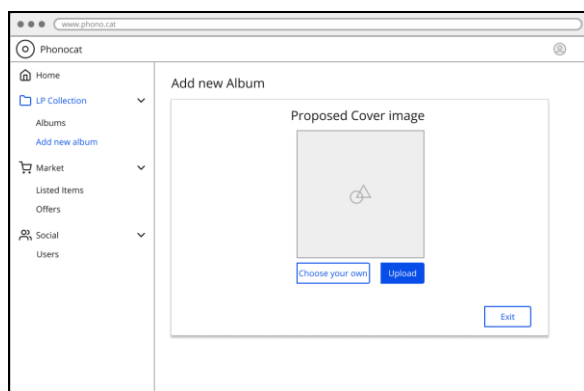 www.phono.cat
Phonocat
Home
LP Collection
Albums
Add new album
Market
Listed Items
Offers
Social
Users
Add new Album
Proposed Cover image
Choose your own
Upload
Exit